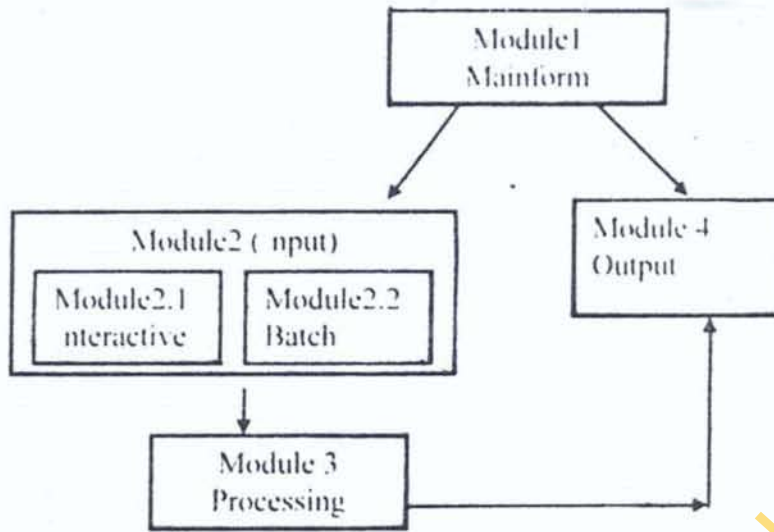 Module1
Mainform
Module2 ( nput)
Module2.1
nteractive
Module2.2
Batch
Module 4
Output
Module 3
Processing